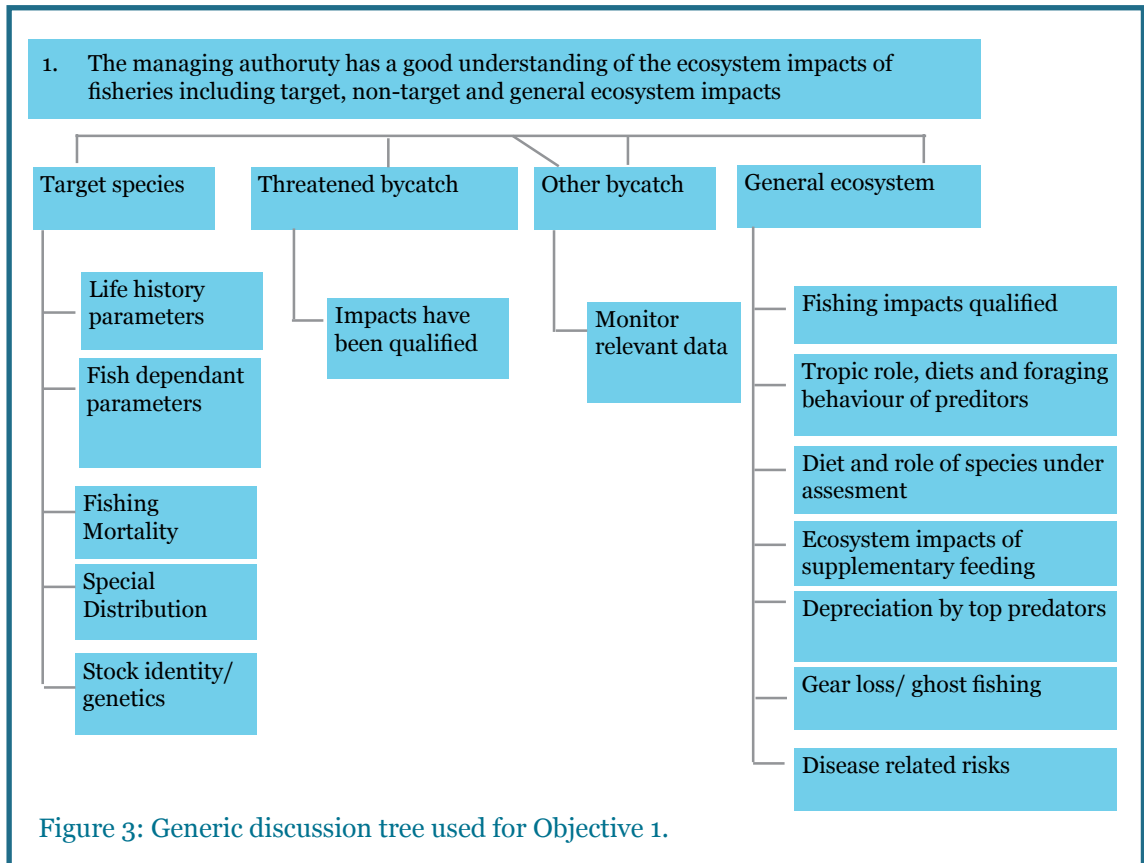 1. The managing authoruty has a good understanding of the ecosystem impacts of
fisheries including target, non-target and general ecosystem impacts
Target species
Threatened bycatch
Other bycatch
General ecosystem
Life history
parameters
Fish dependant
parameters
Fishing
Mortality
Special
Distribution
Stock identity/
genetics
Impacts have
been qualified
Monitor
relevant data
Fishing impacts qualified
Tropic role, diets and foraging
behaviour of preditors
Diet and role of species under
assesment
Ecosystem impacts of
supplementary feeding
Depreciation by top predators
Gear loss/ ghost fishing
Disease related risks
Figure 3: Generic discussion tree used for Objective 1.